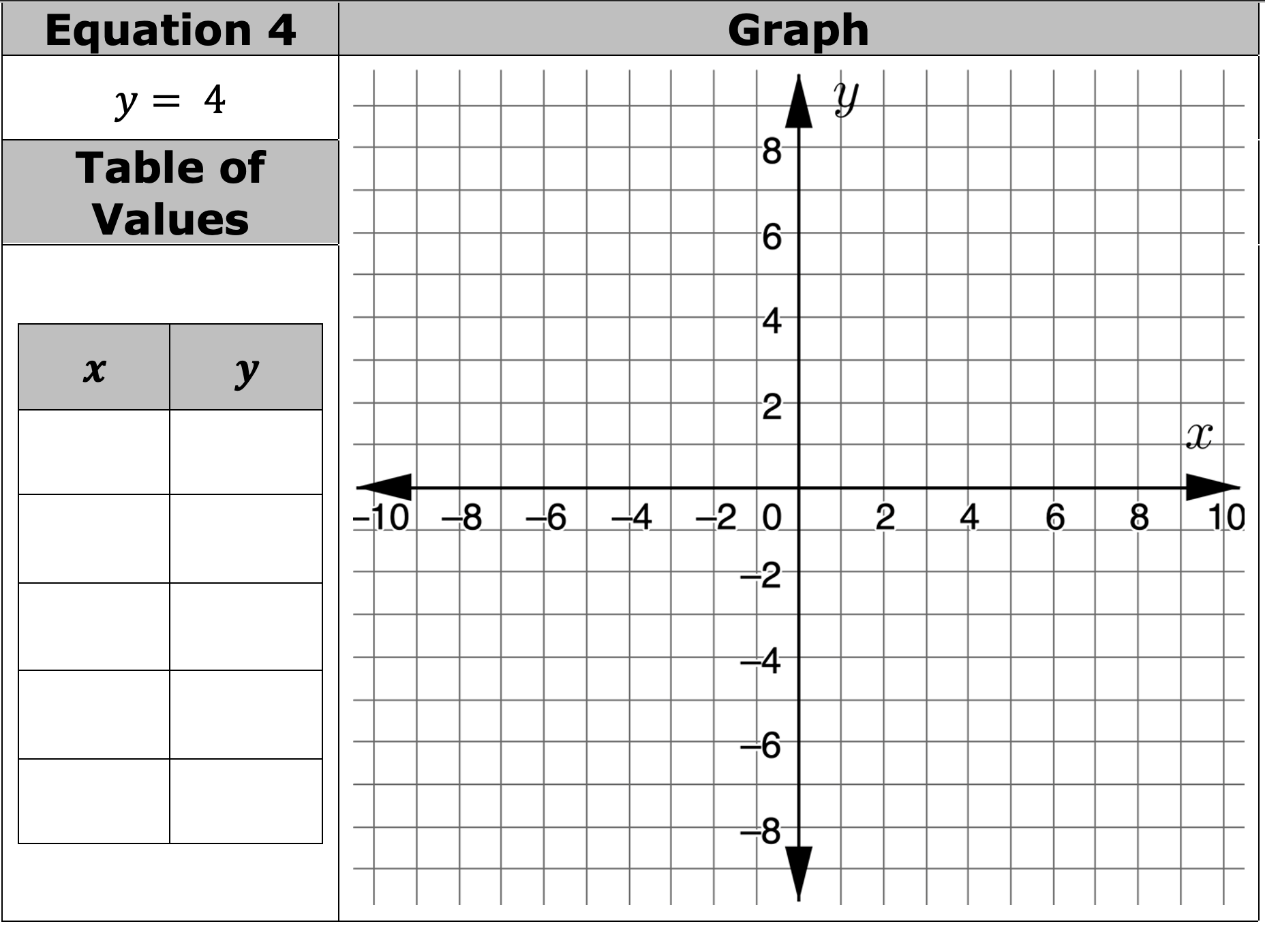 Equation 4
Graph
y = 4
Table of
Values
x y
y
8
6
4
2
x
–10 –8 –6 –4 –2 0 2 4 6 8 10
–2
–4
–6
–8